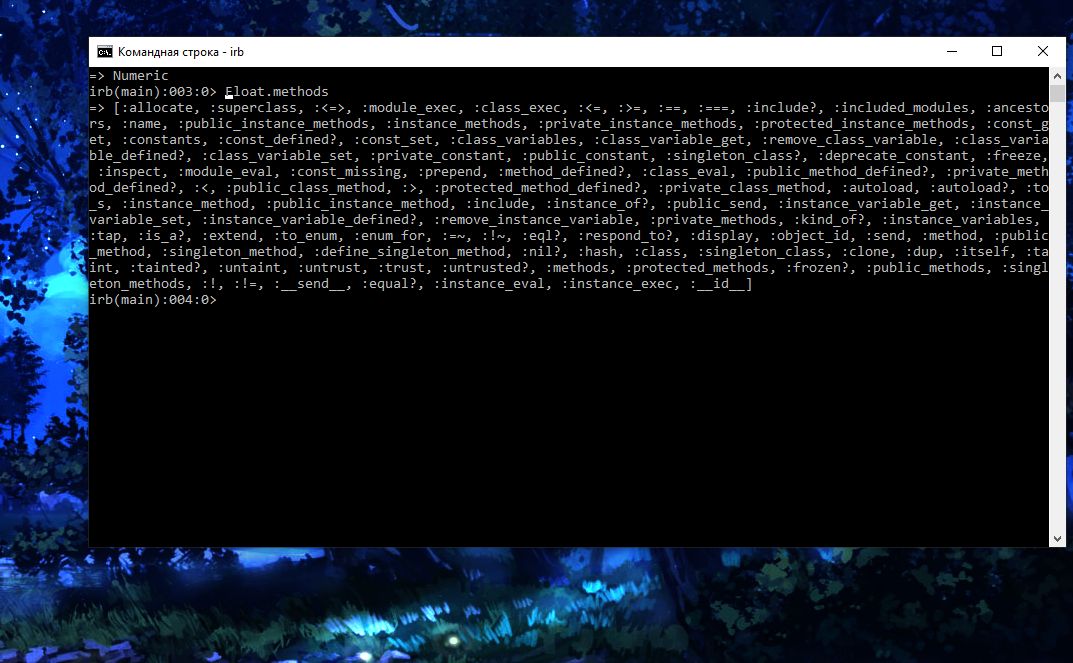 Командная строка - irb
=> Numeric
irb(main):003:0> Float.methods
=> [:allocate, :superclass, :<=>, :module_exec, :class_exec, :<=, :>=, :==, :===, :include?, :included_modules, :ancesto
rs, :name, :public_instance_methods, :instance_methods, :private_instance_methods, :protected_instance_methods, :const_g
et, :constants, :const_defined?, :const_set, :class_variables, :class_variable_get, :remove_class_variable, :class_varia
ble_defined?, :class_variable_set, :private_constant, :public_constant, :singleton_class?, :deprecate_constant, :freeze,
:inspect, :module_eval, :const_missing, :prepend, :method_defined?, :class_eval, :public_method_defined?, :private_meth
od_defined?, :<, :public_class_method, :>, :protected_method_defined?, :private_class_method, :autoload, :autoload?, :to
_s, :instance_method, :public_instance_method, :include, :instance_of?, :public_send, :instance_variable_get, :instance_
variable_set, :instance_variable_defined?, :remove_instance_variable, :private_methods, :kind_of?, :instance_variables,
:tap, :is_a?, :extend, :to_enum, :enum_for, :=~, :!~, :eql?, :respond_to?, :display, :object_id, :send, :method, :public
_method, :singleton_method, :define_singleton_method, :nil?, :hash, :class, :singleton_class, :clone, :dup, :itself, :ta
int, :tainted?, :untaint, :untrust, :trust, :untrusted?, :methods, :protected_methods, :frozen?, :public_methods, :singl
eton_methods, :!, :!=, :__send__, :equal?, :instance_eval, :instance_exec, :__id__]
irb(main):004:0>